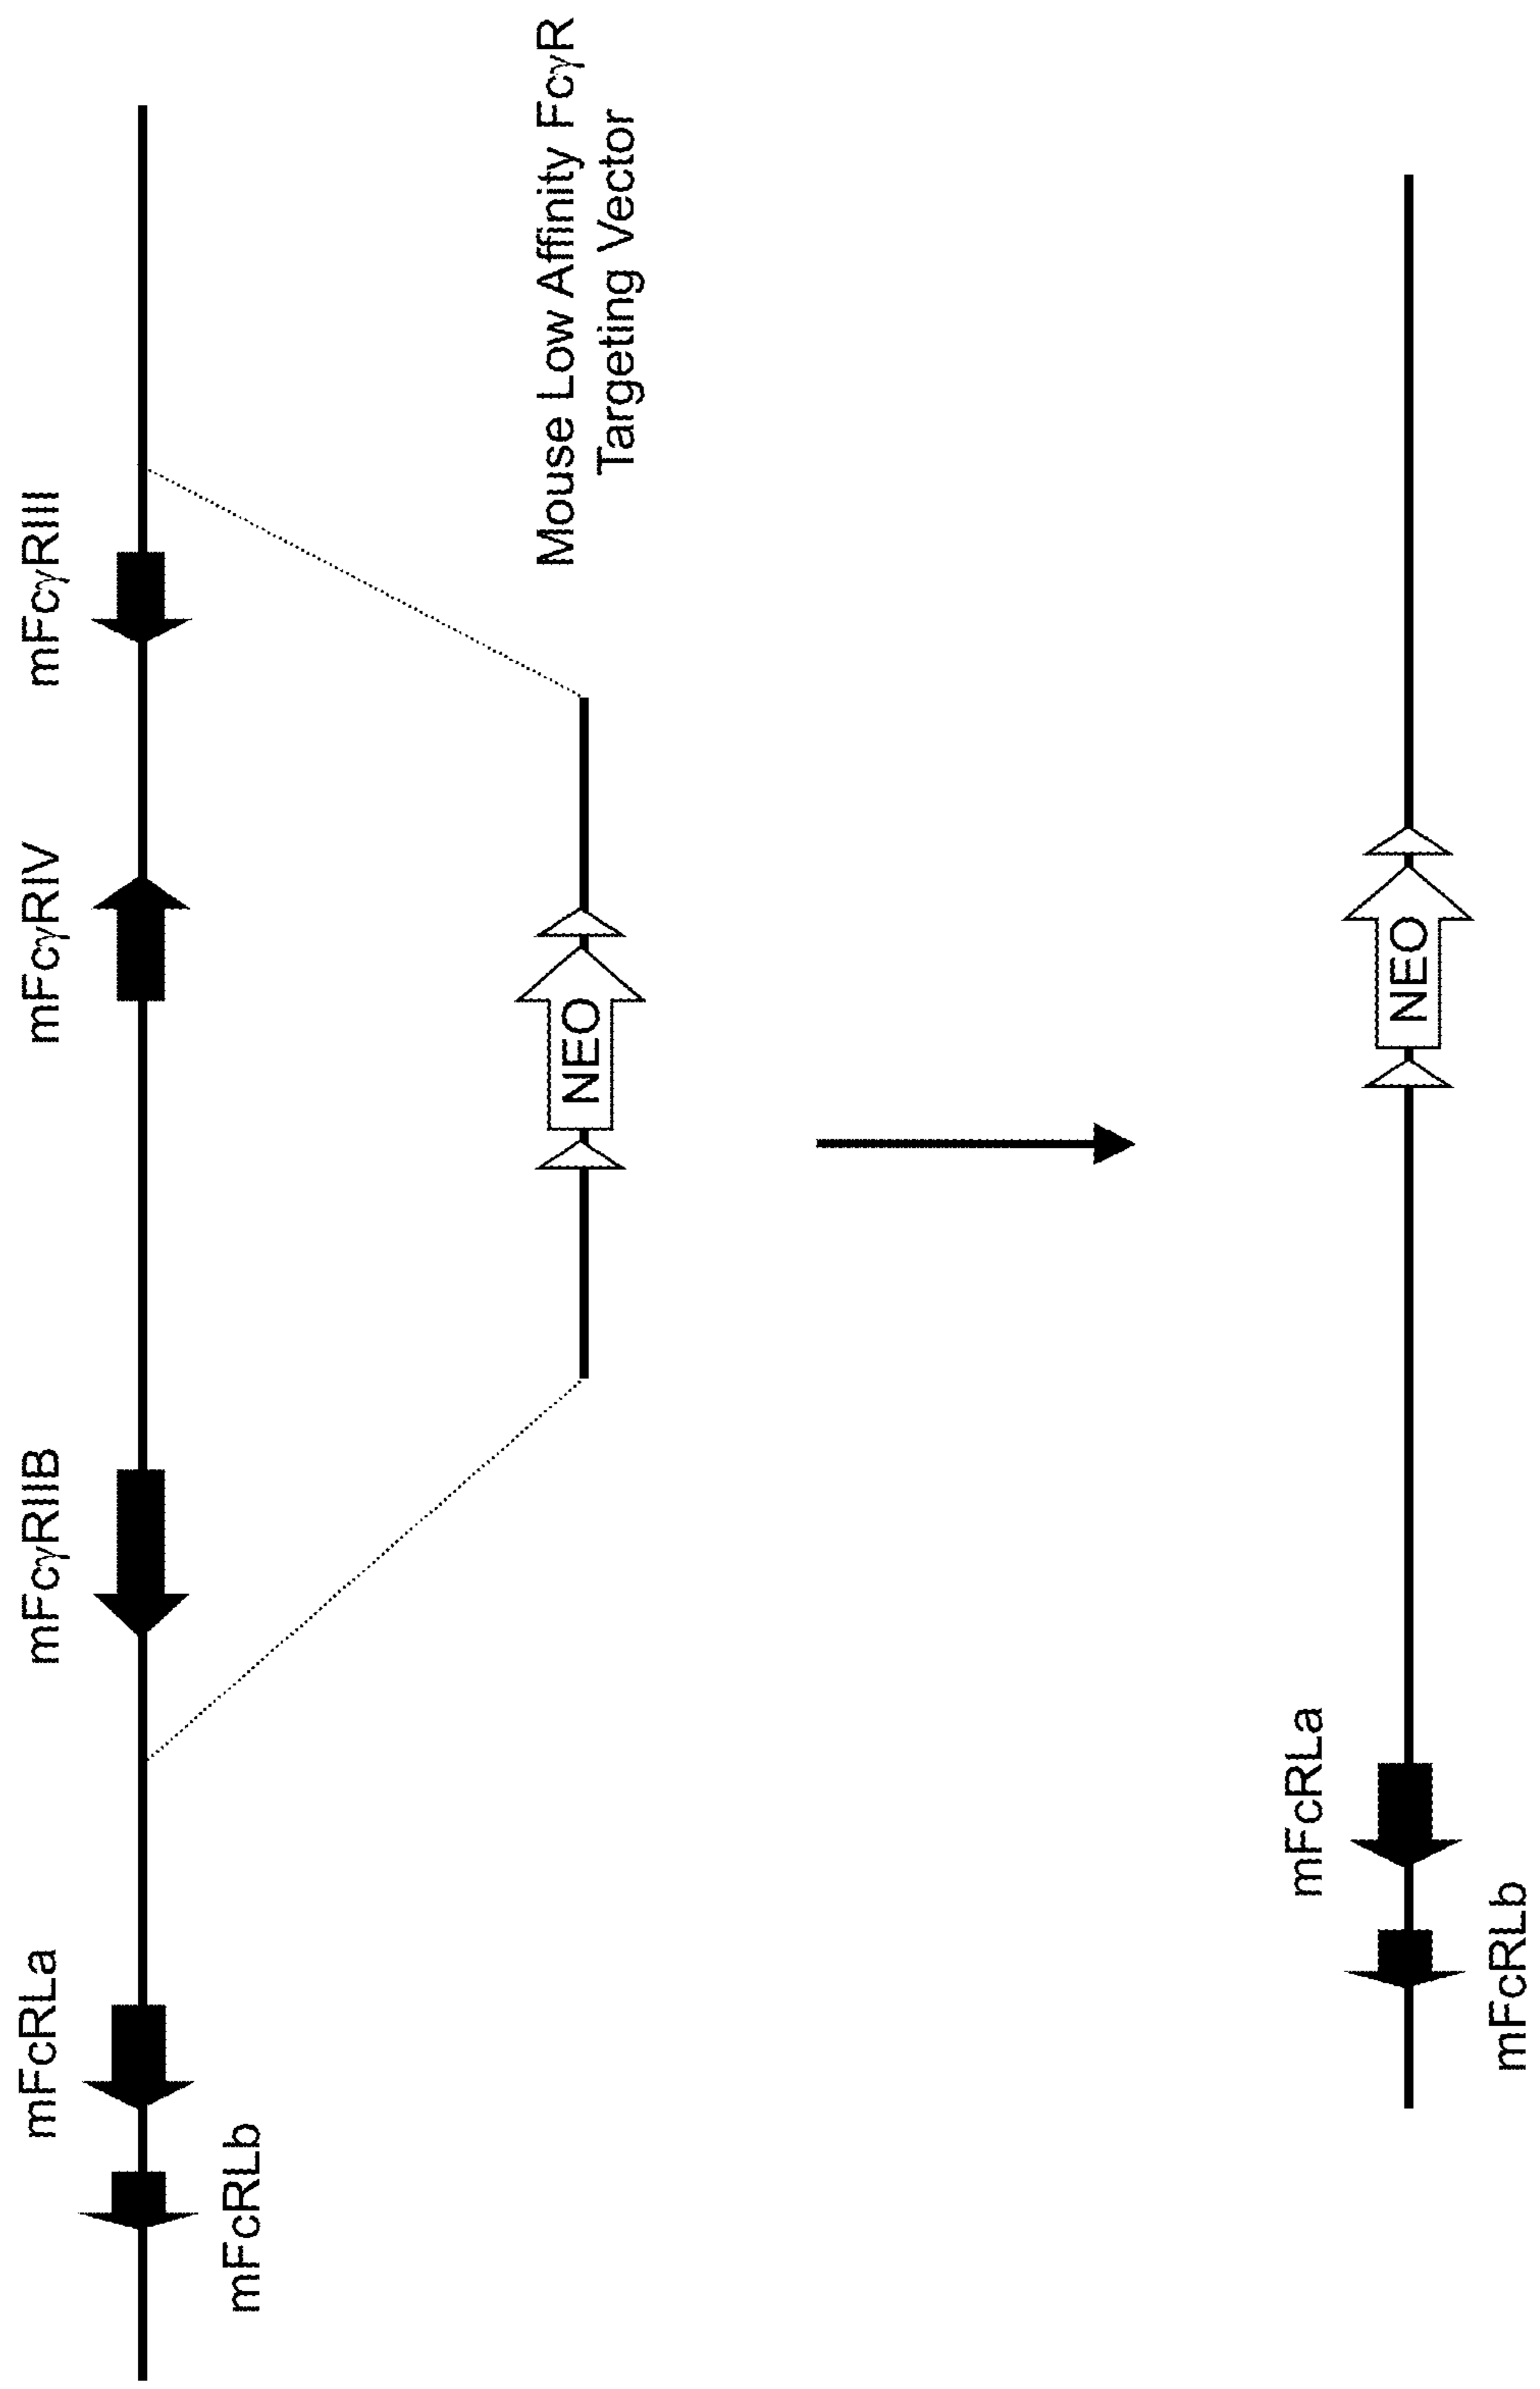 mFcRLa
mFcγRIIB
mFcγRIV
mFcγRIII
mFcRLb
NEO
Mouse Low Affinity FcγR
Targeting Vector
mFcRLa
NEO
mFcRLb